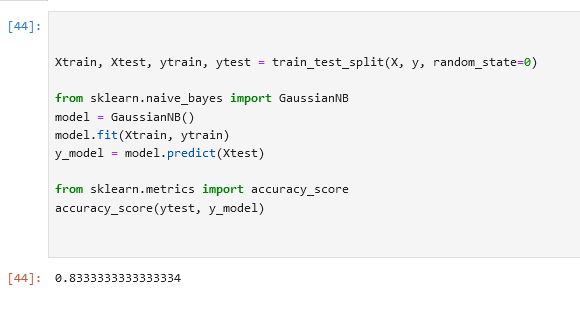 [44]:
Xtrain, Xtest, ytrain, ytest = train_test_split(X, y, random_state=0)
from sklearn.naive_bayes import GaussianNB
model = GaussianNB()
model.fit(Xtrain, ytrain)
y_model = model.predict(Xtest)
from sklearn.metrics import accuracy_score
accuracy_score(ytest, y_model)
[44]: 0.8333333333333334